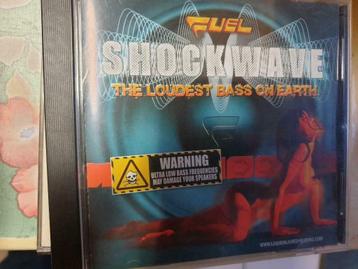 FUEL
SHOCKWAVE
THE LOUDEST BASS ON EARTH
WARNING
ULTRA LOW BASS FREQUENCIES
MAY DAMAGE YOUR SPEAKERS